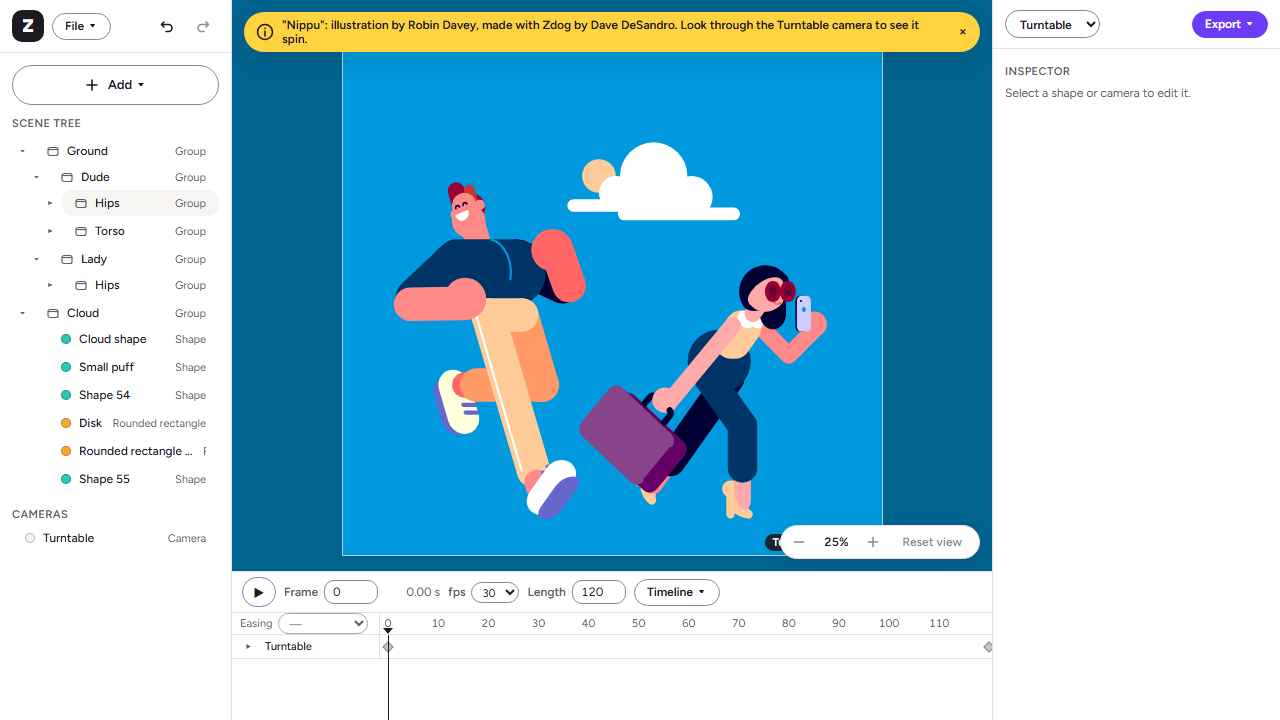 Z
File
"Nippu": illustration by Robin Davey, made with Zdog by Dave DeSandro. Look through the Turntable camera to see it
spin.
×
Turntable
Export
Add
INSPECTOR
Select a shape or camera to edit it.
SCENE TREE
Ground Group
Dude Group
Hips Group
Torso Group
Lady Group
Hips Group
Cloud Group
Cloud shape Shape
Small puff Shape
Shape 54 Shape
Disk Rounded rectangle
Rounded rectangle ...
Shape 55 Shape
CAMERAS
Turntable Camera
25%
Reset view
Frame 0 0.00 s fps 30 Length 120 Timeline
Easing — 0 10 20 30 40 50 60 70 80 90 100 110
Turntable